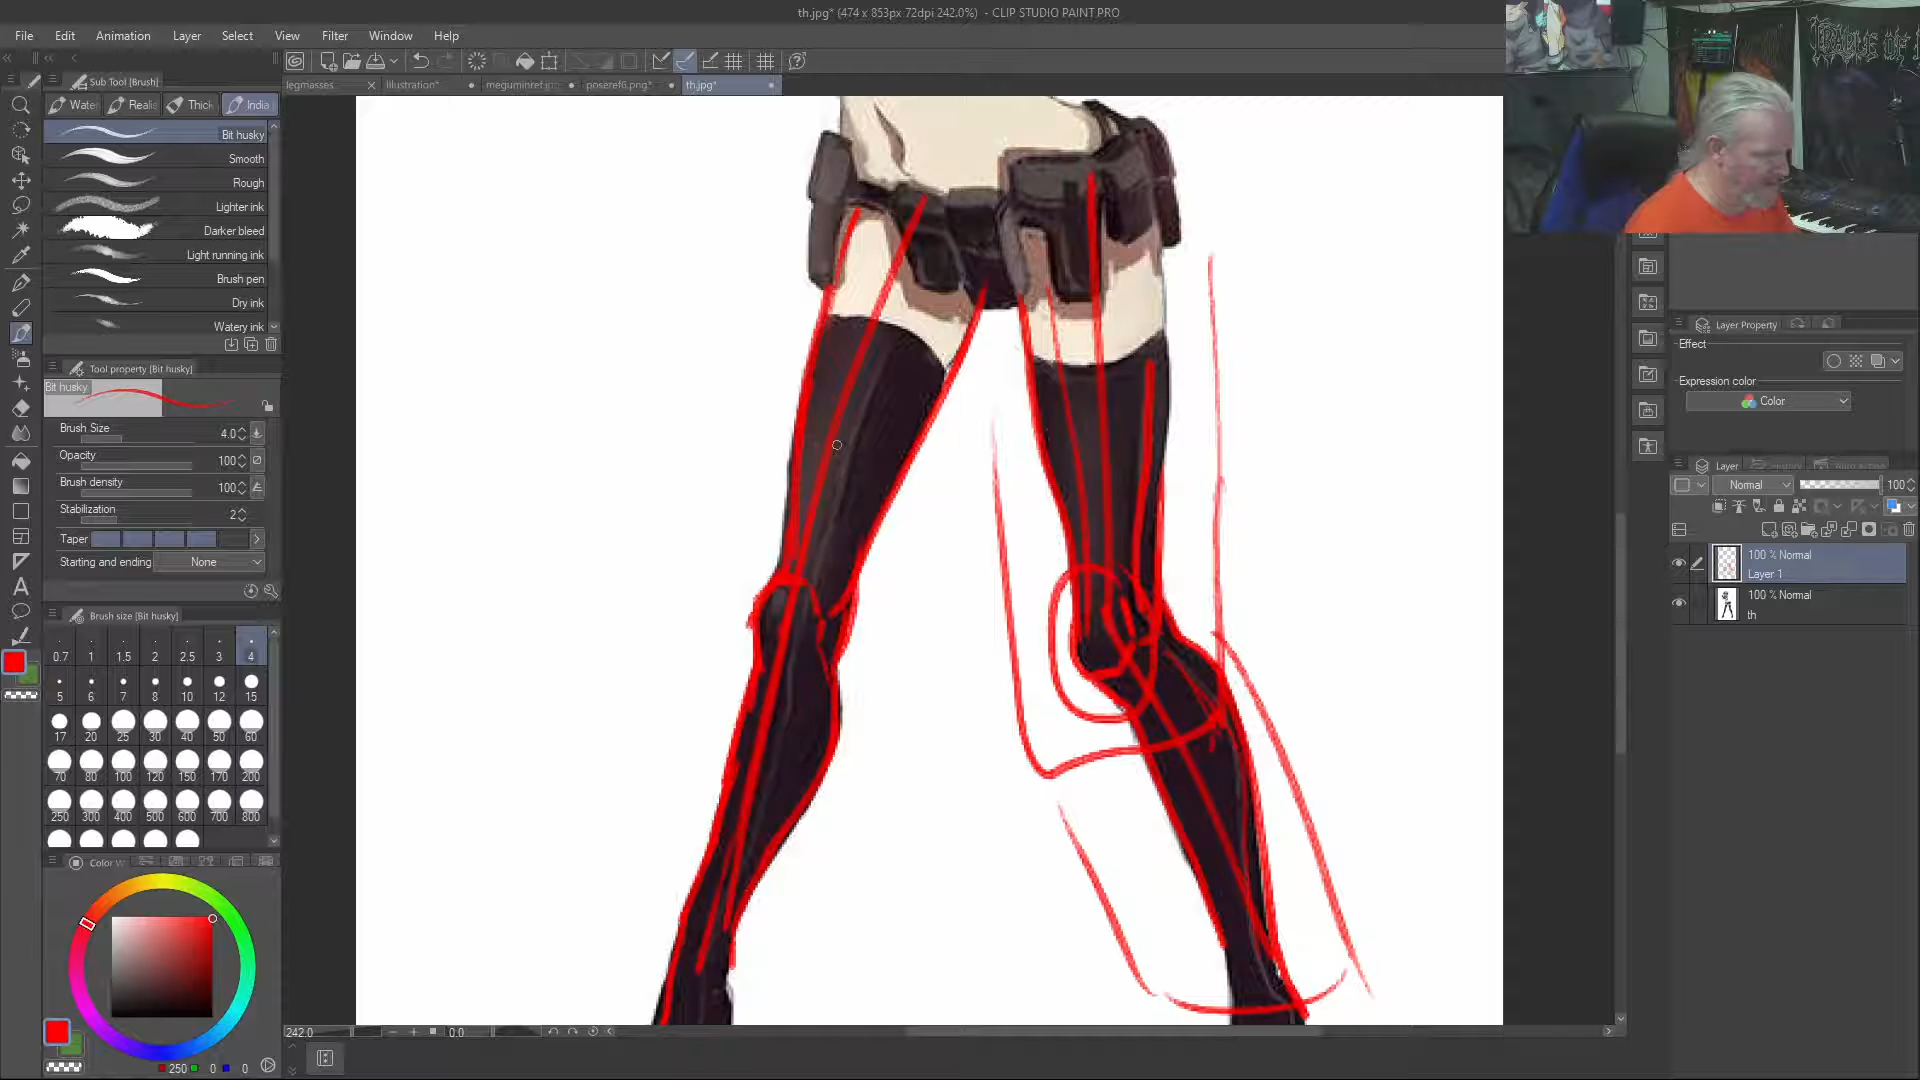 th.jpg* (474 x 853px 72dpi 242.0%) - CLIP STUDIO PAINT PRO
File Edit Animation Layer Select View Filter Window Help
Sub Tool [Brush]
Water Realis Thick India
legmasses Illustration* meguminref.jpg* poseref6.png* th.jpg*
Bit husky
Smooth
Rough
Lighter ink
Darker bleed
Light running ink
Brush pen
Dry ink
Watery ink
Tool property [Bit husky]
Bit husky
Brush Size 4.0
Opacity 100
Brush density 100
Stabilization 2
Taper
Starting and ending None
Brush size [Bit husky]
0.7 1 1.5 2 2.5 3 4
5 6 7 8 10 12 15
17 20 25 30 40 50 60
70 80 100 120 150 170 200
250 300 400 500 600 700 800
Color
250 0 0
242.0 0.0
CRADLE OF
Layer Property
Effect
Expression color
Color
Layer
Normal 100
100 % Normal
Layer 1
100 % Normal
th